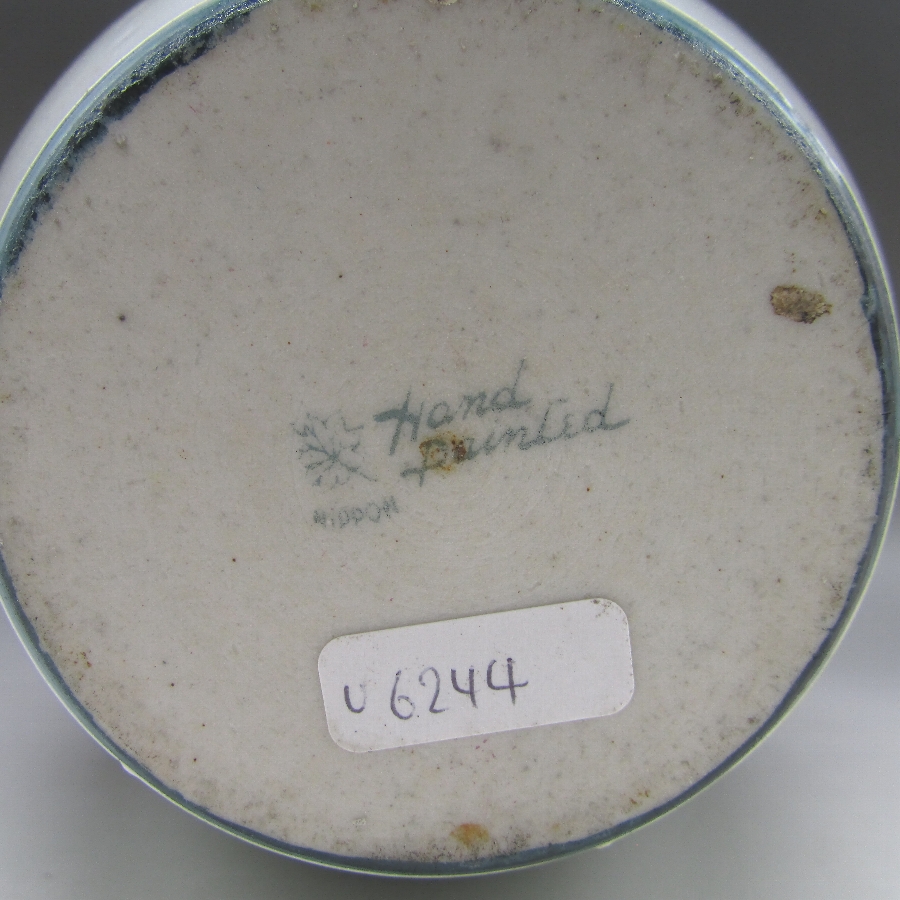 Hand
painted
NIPPON
U 6244